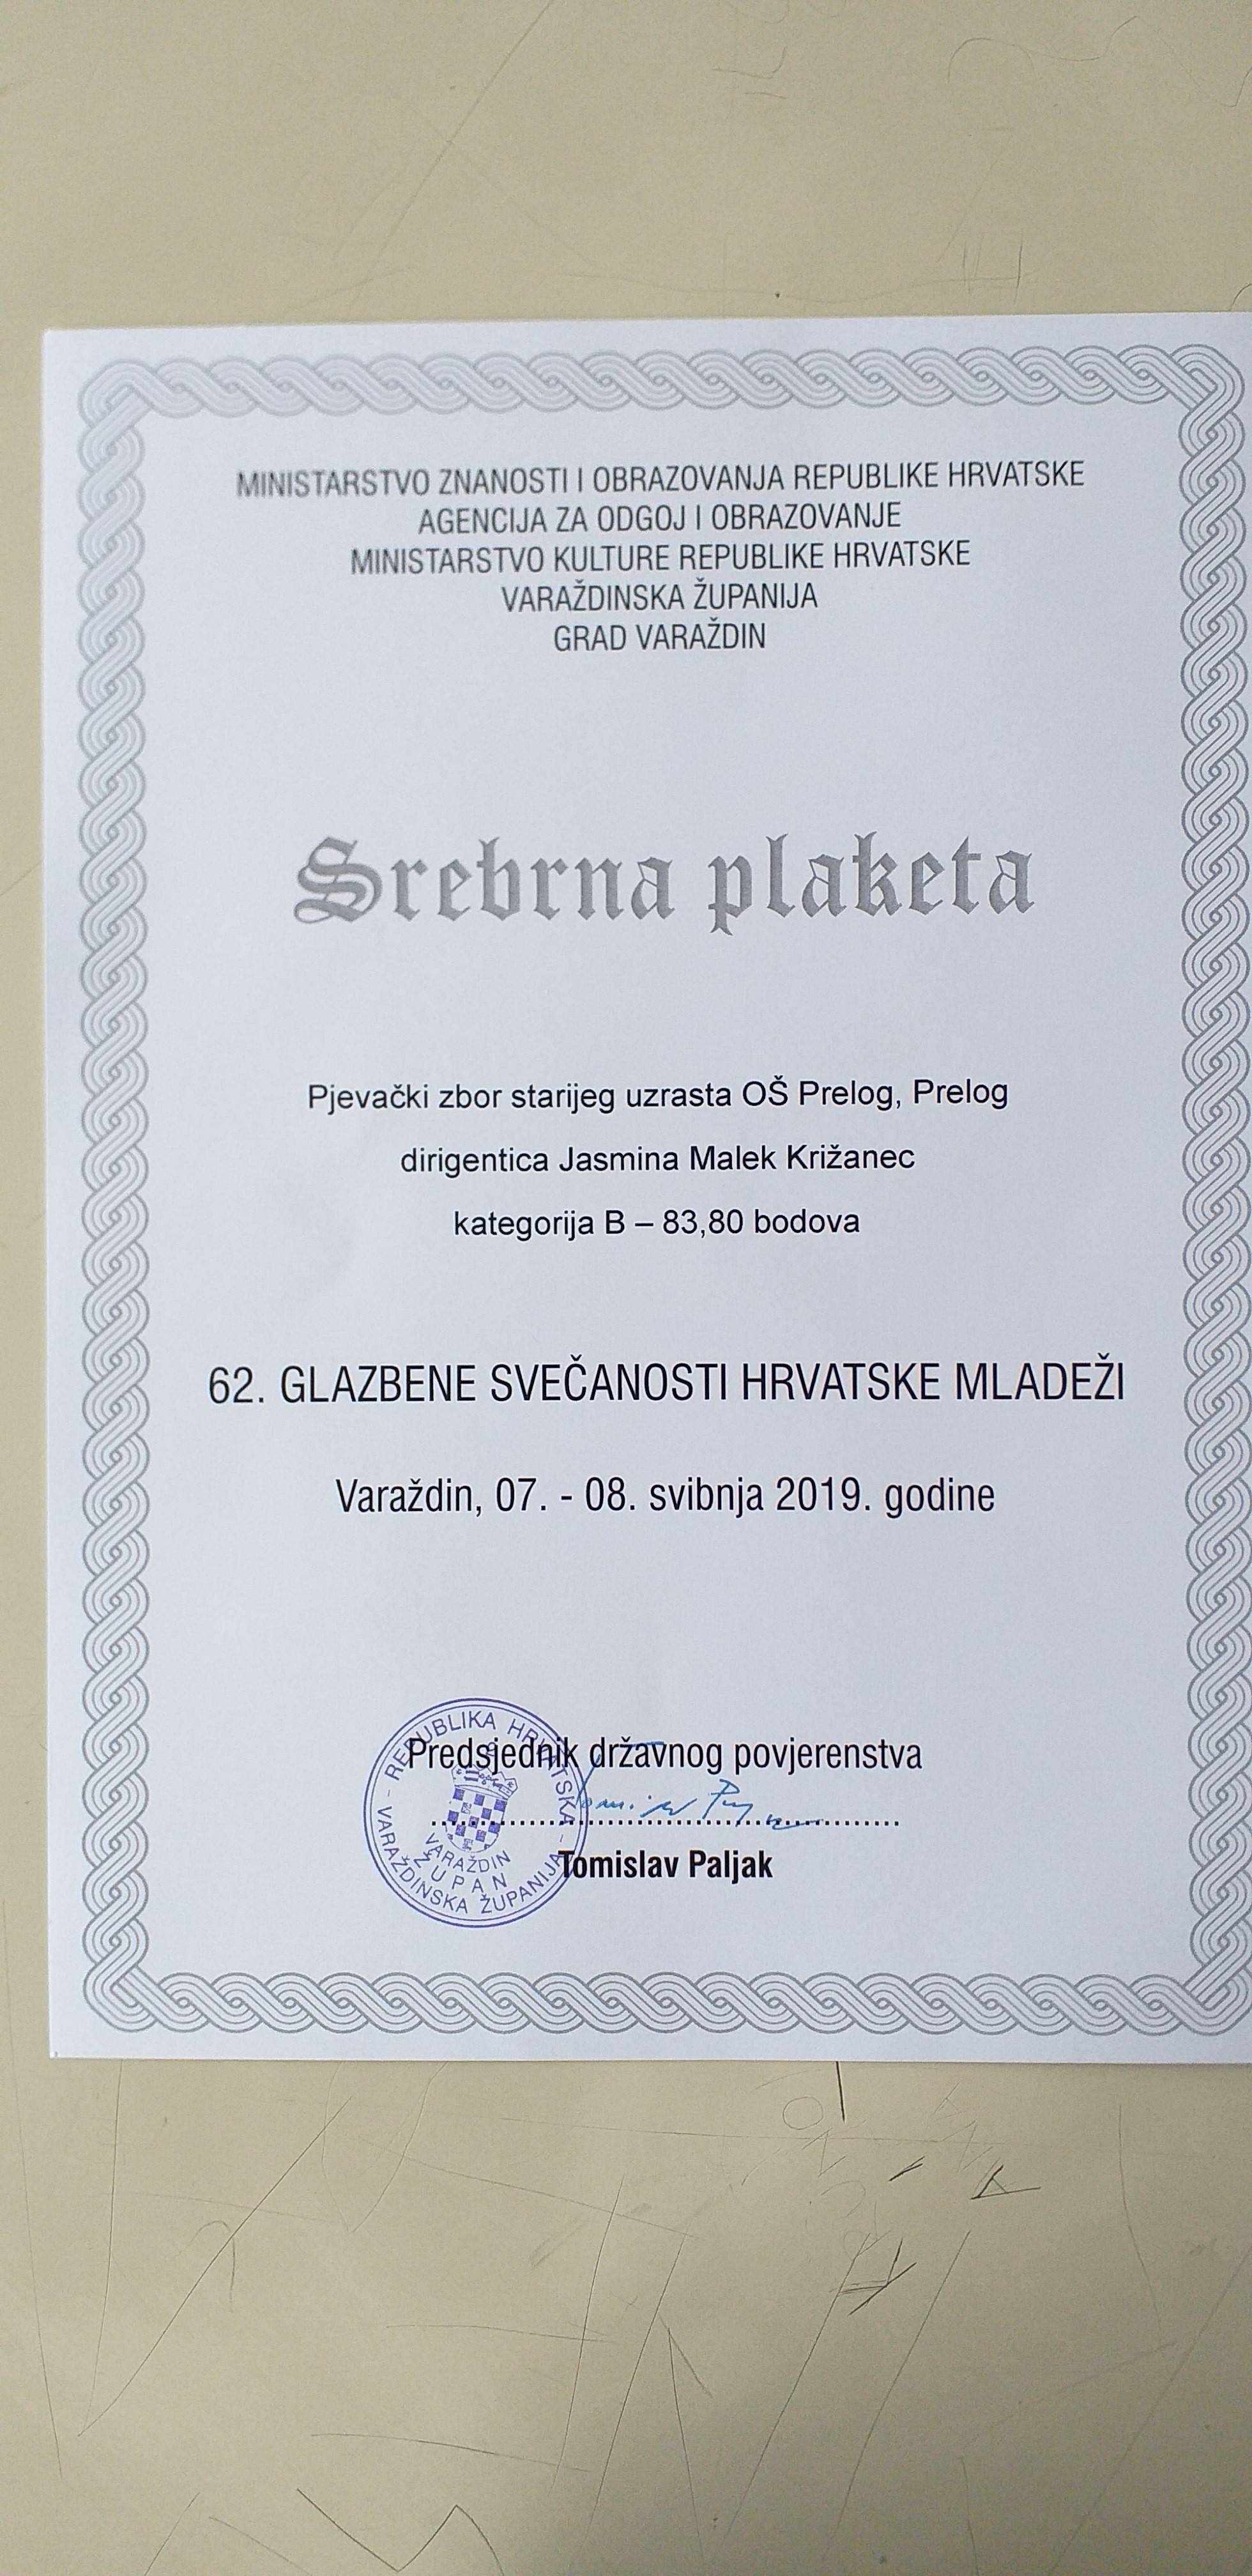 MINISTARSTVO ZNANOSTI I OBRAZOVANJA REPUBLIKE HRVATSKE
AGENCIJA ZA ODGOJ I OBRAZOVANJE
MINISTARSTVO KULTURE REPUBLIKE HRVATSKE
VARAŽDINSKA ŽUPANIJA
GRAD VARAŽDIN
Srebrna plaketa
Pjevački zbor starijeg uzrasta OŠ Prelog, Prelog
dirigentica Jasmina Malek Križanec
kategorija B – 83,80 bodova
62. GLAZBENE SVEČANOSTI HRVATSKE MLADEŽI
Varaždin, 07. - 08. svibnja 2019. godine
Predsjednik državnog povjerenstva
Tomislav Paljak
REPUBLIKA HRVATSKA
VARAŽDINSKA ŽUPANIJA
VARAŽDIN
ŽUPAN